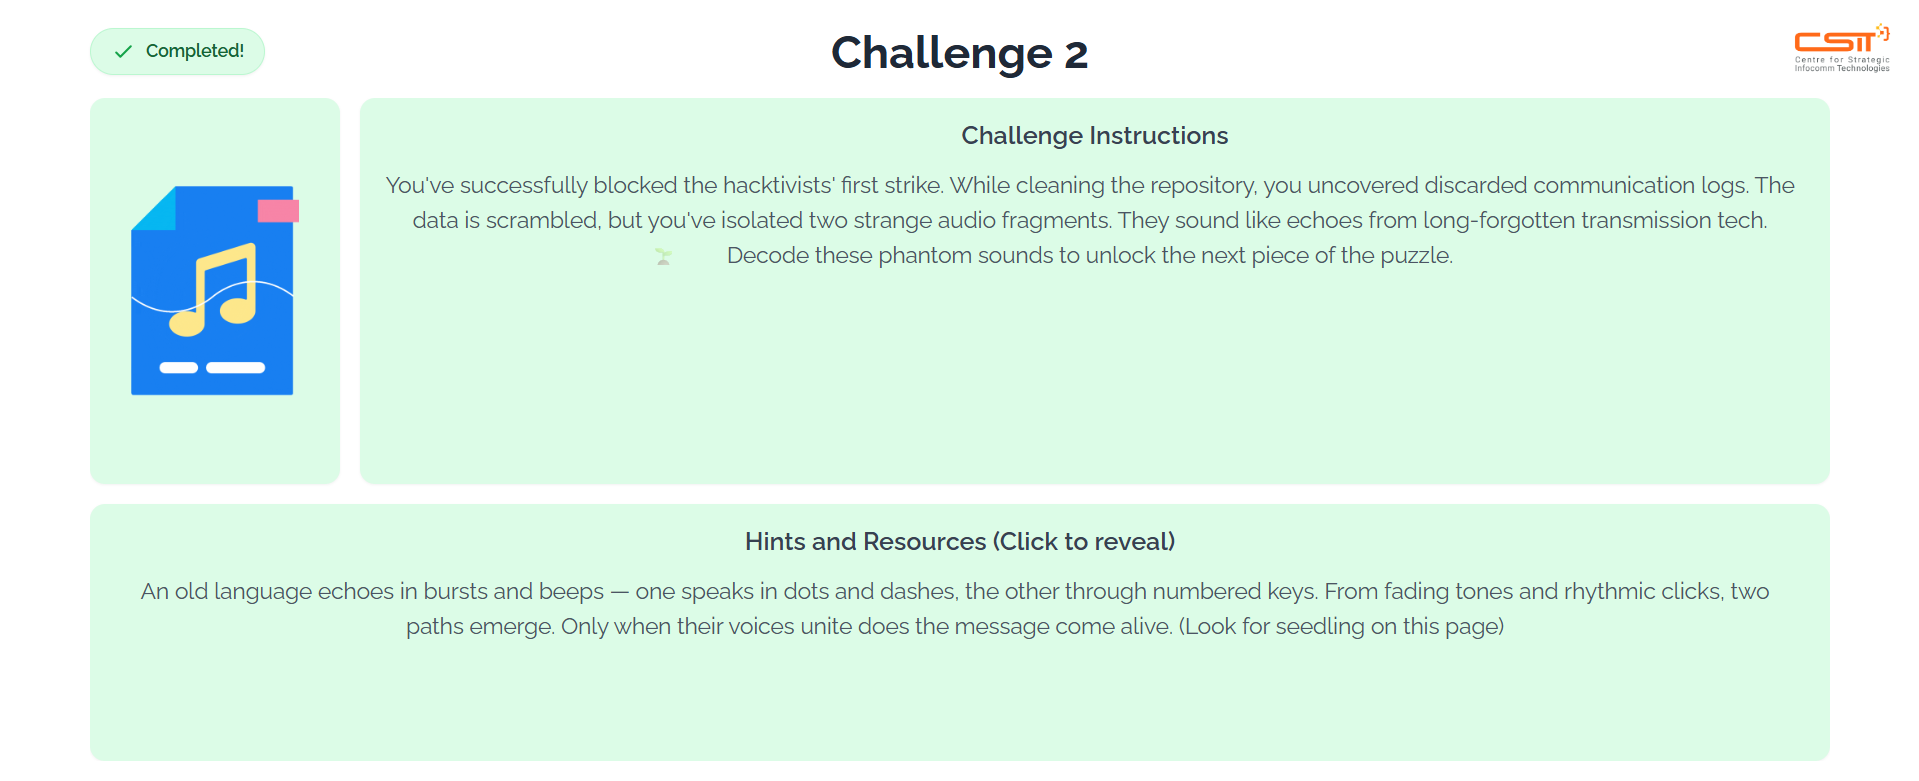 Completed!
Challenge 2
CSIT
Centre for Strategic
Infocomm Technologies
Challenge Instructions
You've successfully blocked the hacktivists' first strike. While cleaning the repository, you uncovered discarded communication logs. The
data is scrambled, but you've isolated two strange audio fragments. They sound like echoes from long-forgotten transmission tech.
Decode these phantom sounds to unlock the next piece of the puzzle.
Hints and Resources (Click to reveal)
An old language echoes in bursts and beeps — one speaks in dots and dashes, the other through numbered keys. From fading tones and rhythmic clicks, two
paths emerge. Only when their voices unite does the message come alive. (Look for seedling on this page)